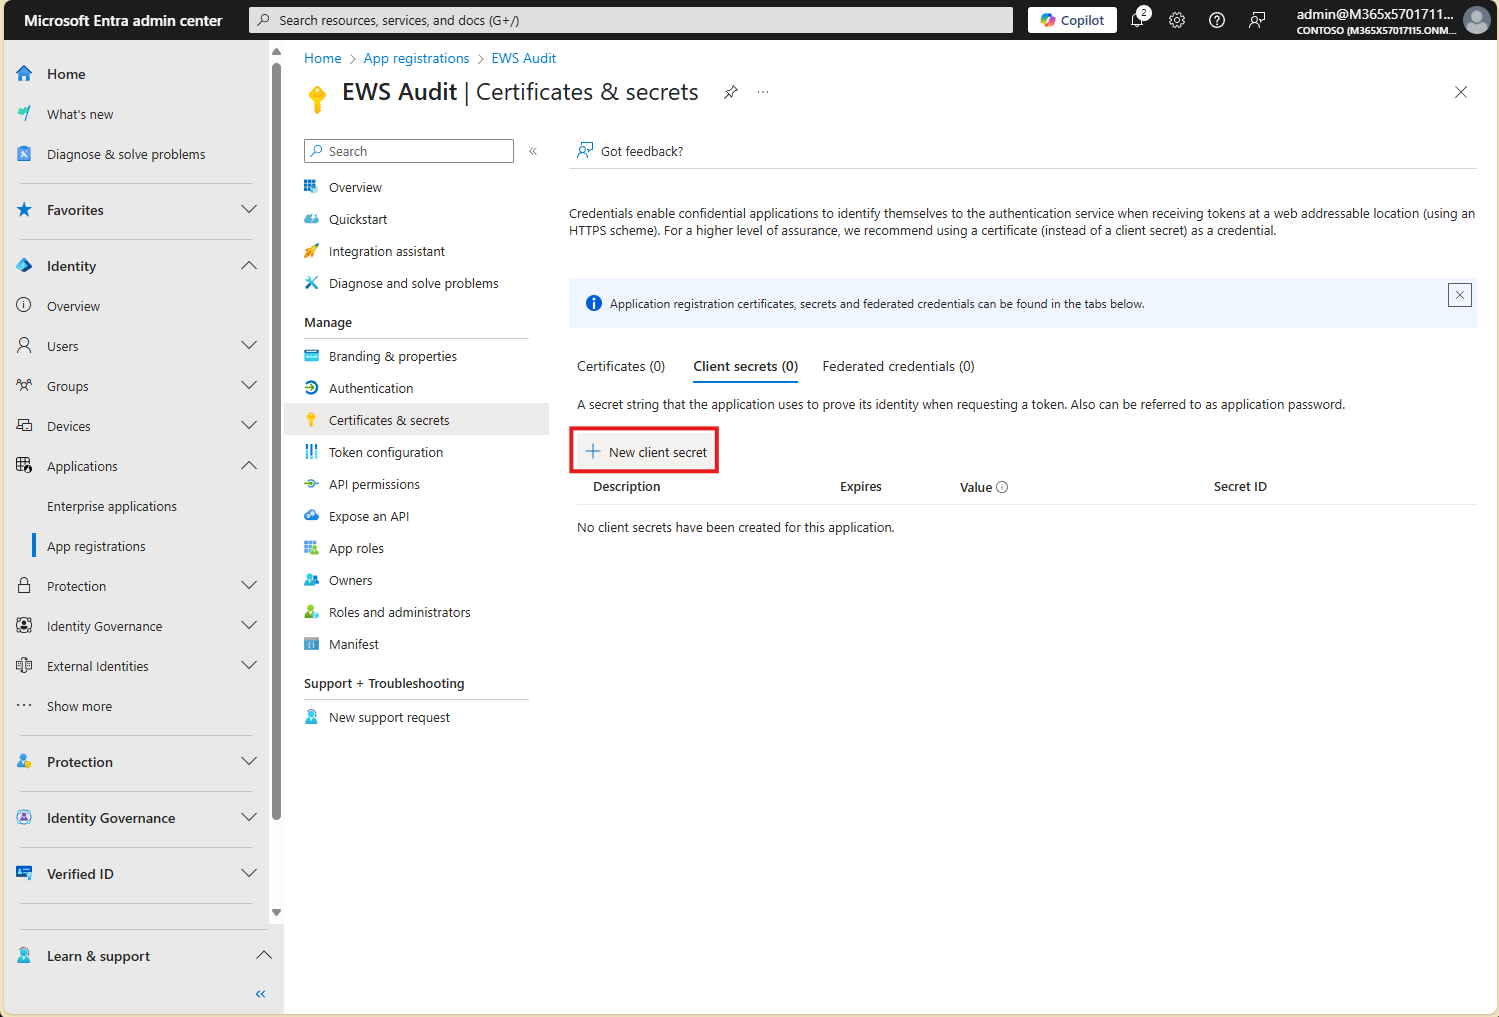 Microsoft Entra admin center
Search resources, services, and docs (G+/)
Copilot
2
admin@M365x5701711...
CONTOSO (M365X57017115.ONM...
Home
What's new
Diagnose & solve problems
Favorites
Identity
Overview
Users
Groups
Devices
Applications
Enterprise applications
App registrations
Protection
Identity Governance
External Identities
Show more
Protection
Identity Governance
Verified ID
Learn & support
Home > App registrations > EWS Audit
EWS Audit | Certificates & secrets
Search
Overview
Quickstart
Integration assistant
Diagnose and solve problems
Manage
Branding & properties
Authentication
Certificates & secrets
Token configuration
API permissions
Expose an API
App roles
Owners
Roles and administrators
Manifest
Support + Troubleshooting
New support request
Got feedback?
Credentials enable confidential applications to identify themselves to the authentication service when receiving tokens at a web addressable location (using an
HTTPS scheme). For a higher level of assurance, we recommend using a certificate (instead of a client secret) as a credential.
Application registration certificates, secrets and federated credentials can be found in the tabs below.
Certificates (0) Client secrets (0) Federated credentials (0)
A secret string that the application uses to prove its identity when requesting a token. Also can be referred to as application password.
New client secret
Description Expires Value Secret ID
No client secrets have been created for this application.